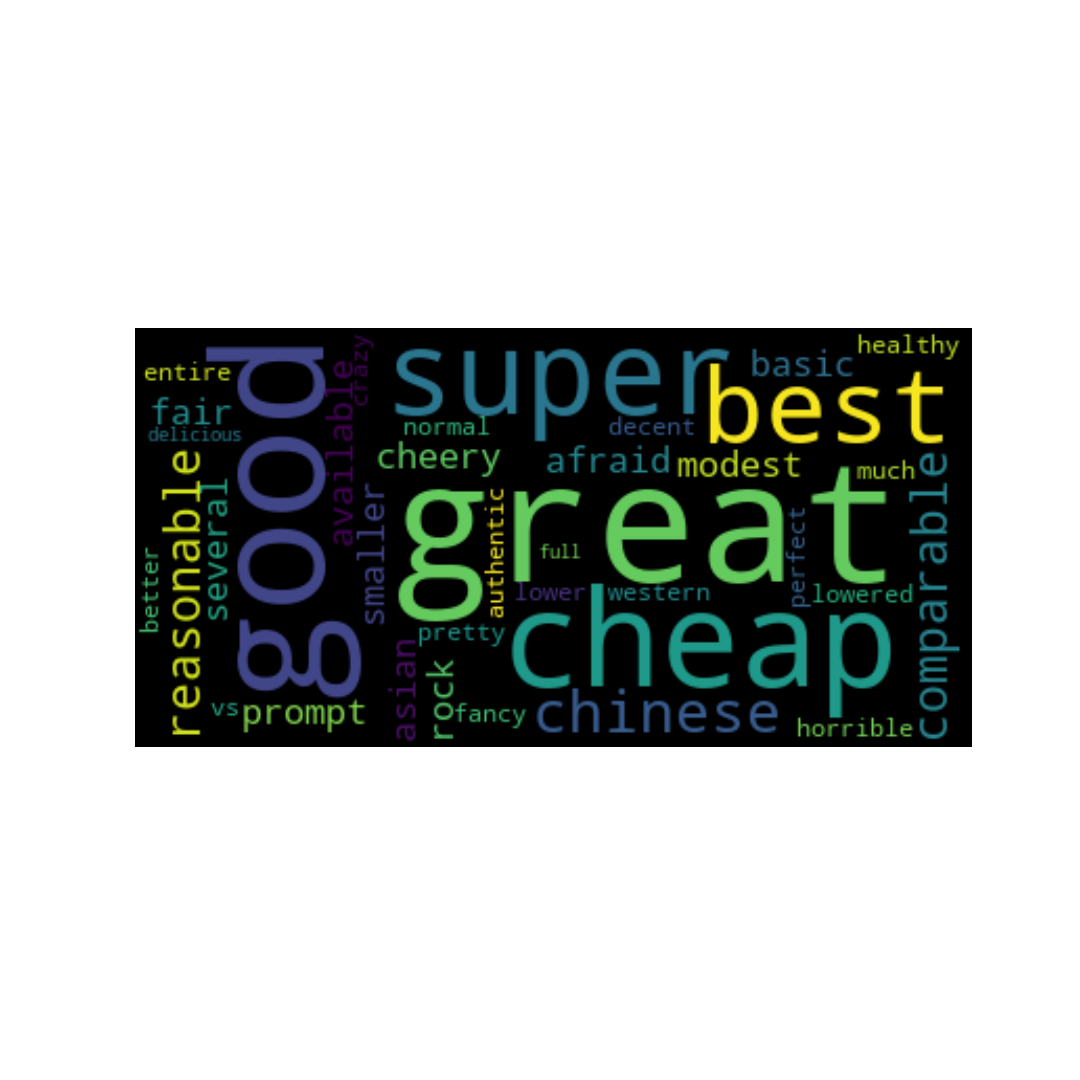 healthy
super
basic
crazy
entire
available
best
fair
good
normal
decent
delicious
cheery
afraid
modest
much
reasonable
several
smaller
great
comparable
authentic
perfect
full
better
lower
western
lowered
cheap
pretty
asian
rock
vs
prompt
fancy
chinese
horrible